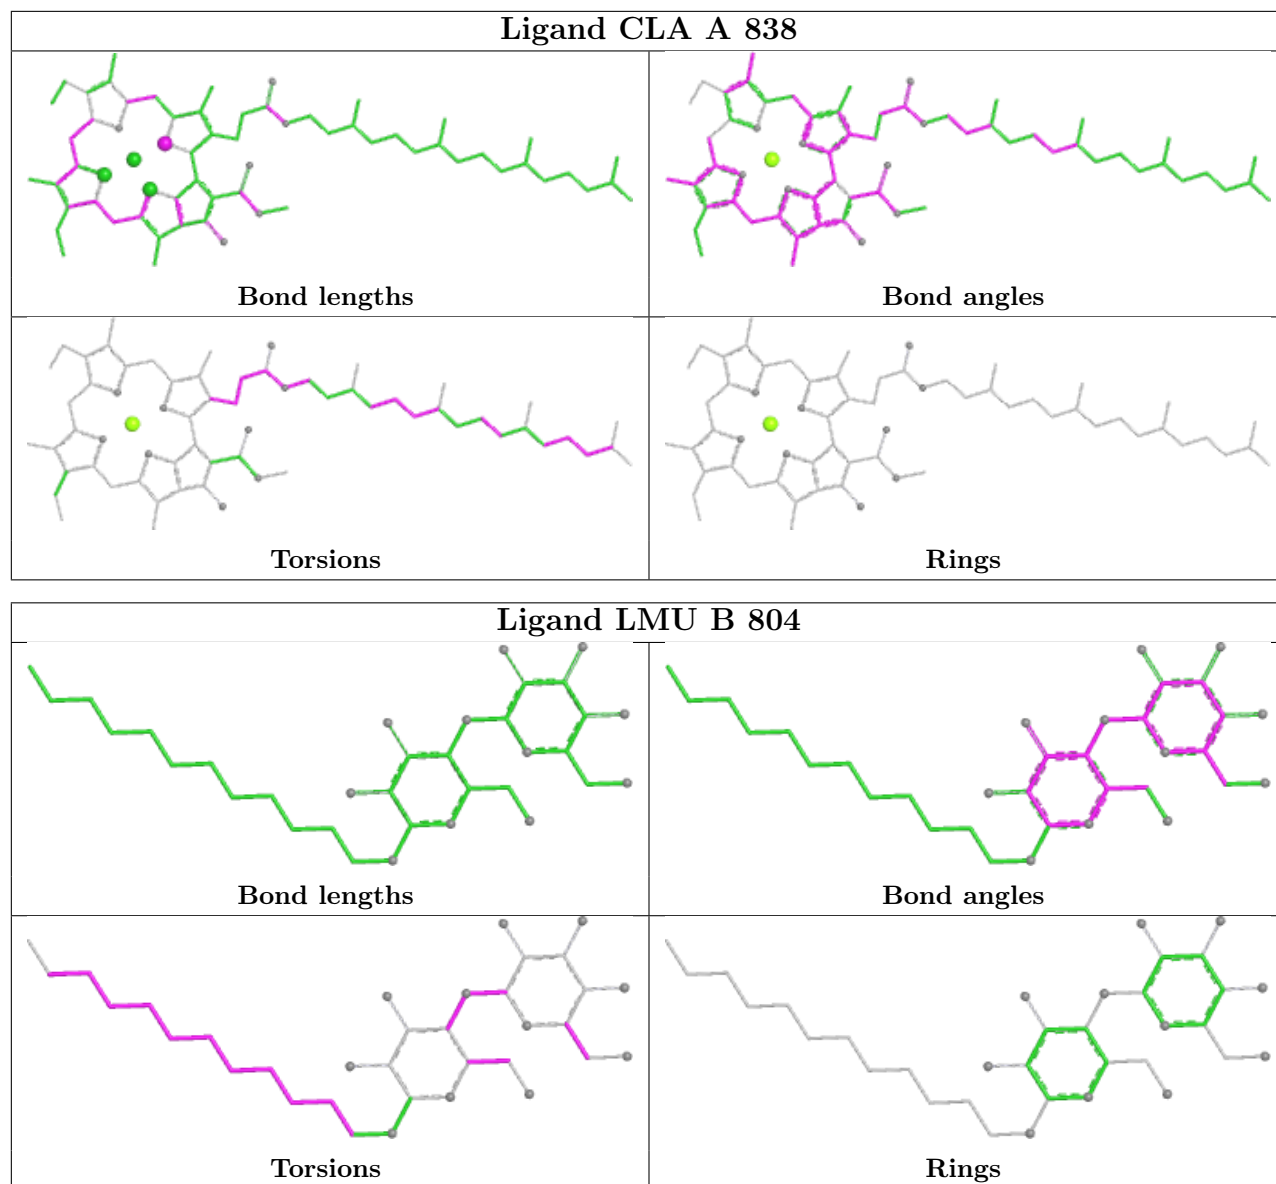 Ligand CLA A 838
Bond lengths
Bond angles
Torsions
Rings
Ligand LMU B 804
Bond lengths
Bond angles
Torsions
Rings